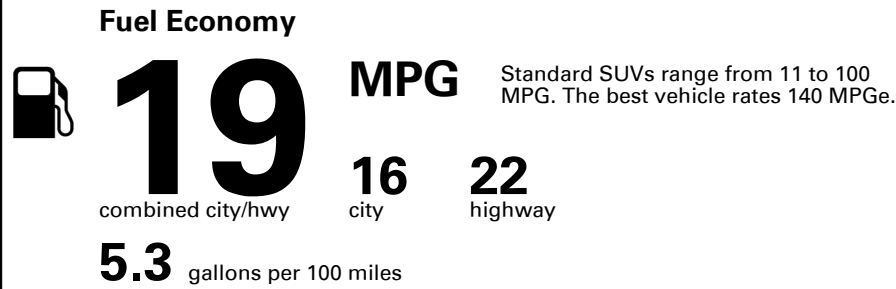 Fuel Economy
19 MPG
Standard SUVs range from 11 to 100
MPG. The best vehicle rates 140 MPGe.
16 22
combined city/hwy city highway
5.3 gallons per 100 miles